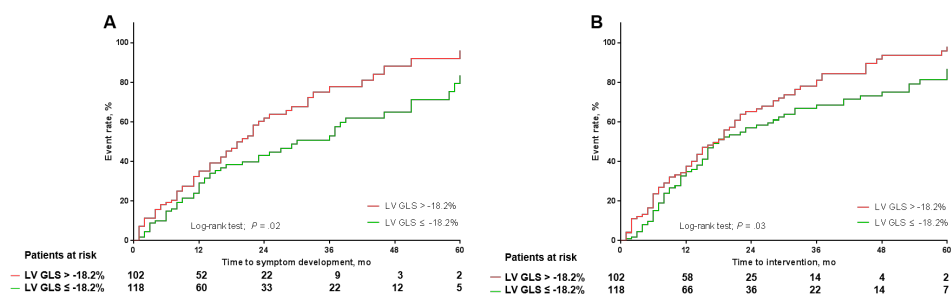 A
100
80
60
40
20
0
Event rate, %
LV GLS > -18.2%
LV GLS ≤ -18.2%
Log-rank test; P = .02
0 12 24 36 48 60
Time to symptom development, mo
Patients at risk
LV GLS > -18.2% 102 52 22 9 3 2
LV GLS ≤ -18.2% 118 60 33 22 12 5
B
100
80
60
40
20
0
Event rate, %
LV GLS > -18.2%
LV GLS ≤ -18.2%
Log-rank test; P = .03
0 12 24 36 48 60
Time to intervention, mo
Patients at risk
LV GLS > -18.2% 102 58 25 14 4 2
LV GLS ≤ -18.2% 118 66 36 22 14 7